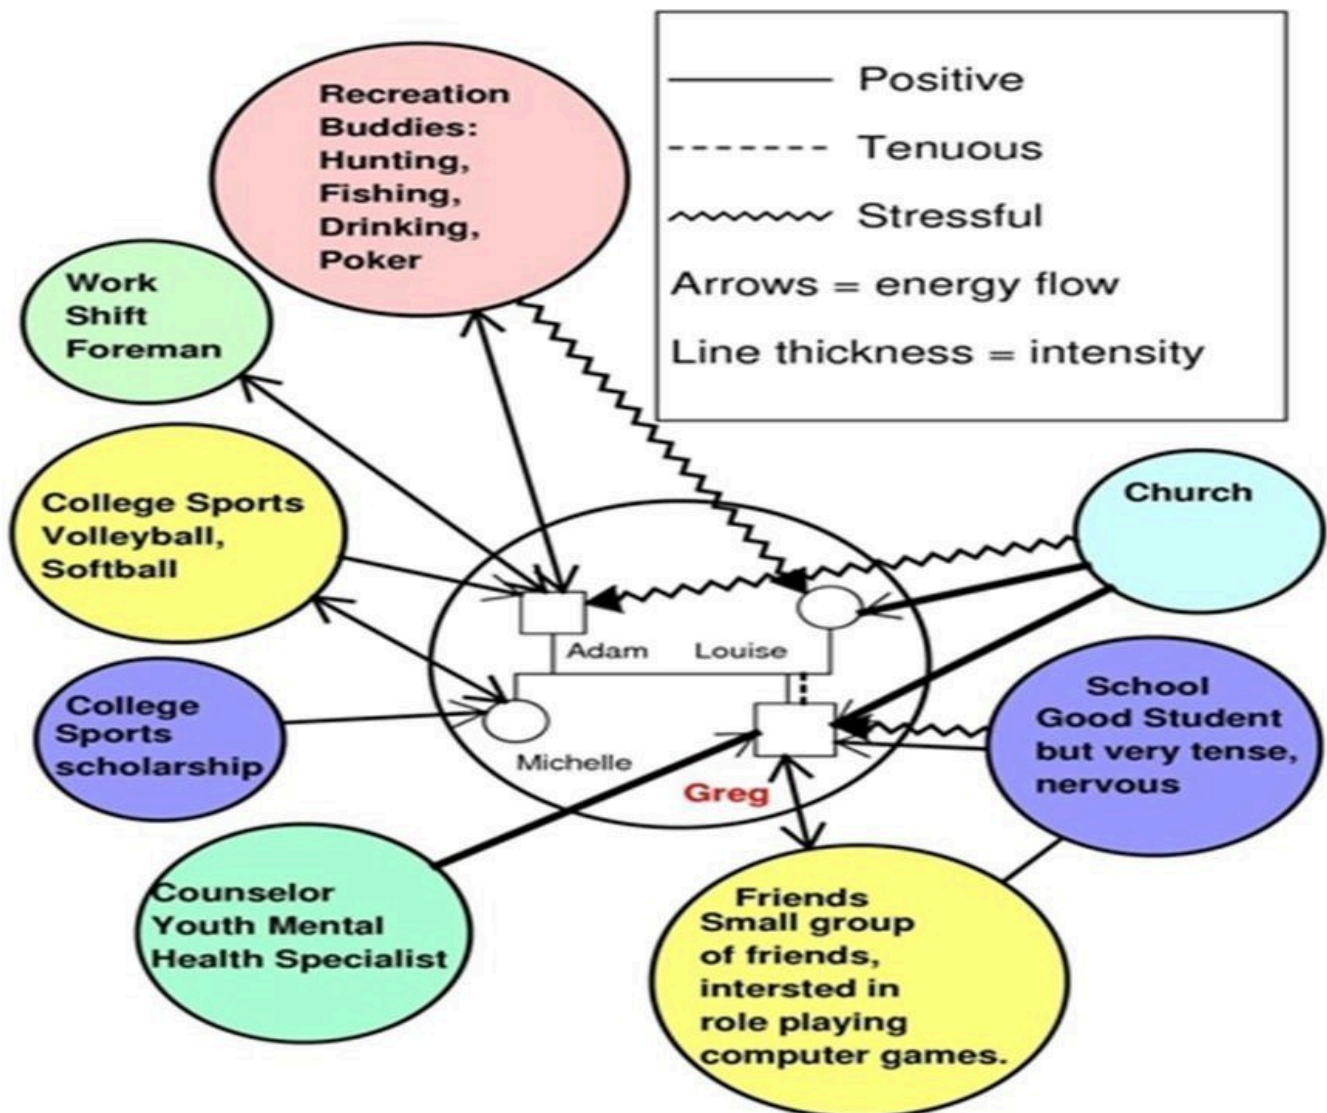 Recreation
Buddies:
Hunting,
Fishing,
Drinking,
Poker
Positive
Tenuous
Stressful
Arrows = energy flow
Line thickness = intensity
Work
Shift
Foreman
College Sports
Volleyball,
Softball
Church
Adam
Louise
College
Sports
scholarship
Michelle
Greg
School
Good Student
but very tense,
nervous
Counselor
Youth Mental
Health Specialist
Friends
Small group
of friends,
intersted in
role playing
computer games.